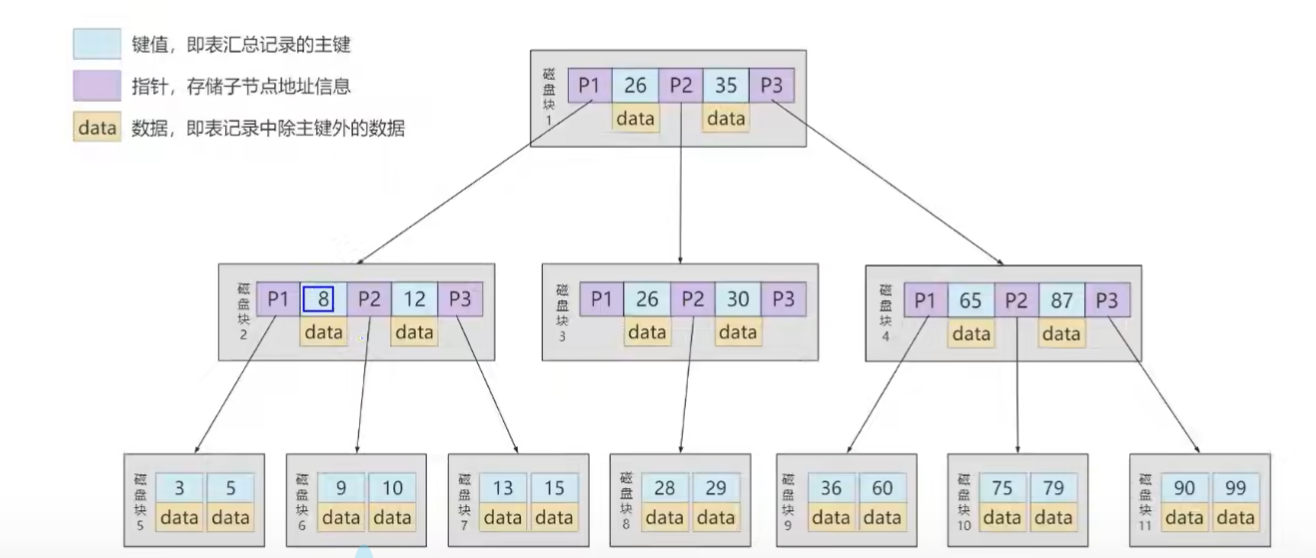 键值，即表汇总记录的主键
指针，存储子节点地址信息
data 数据，即表记录中除主键外的数据
磁盘块1
P1 26 P2 35 P3
data data
磁盘块2
P1 8 P2 12 P3
data data
磁盘块3
P1 26 P2 30 P3
data data
磁盘块4
P1 65 P2 87 P3
data data
磁盘块5
3 5
data data
磁盘块6
9 10
data data
磁盘块7
13 15
data data
磁盘块8
28 29
data data
磁盘块9
36 60
data data
磁盘块10
75 79
data data
磁盘块11
90 99
data data